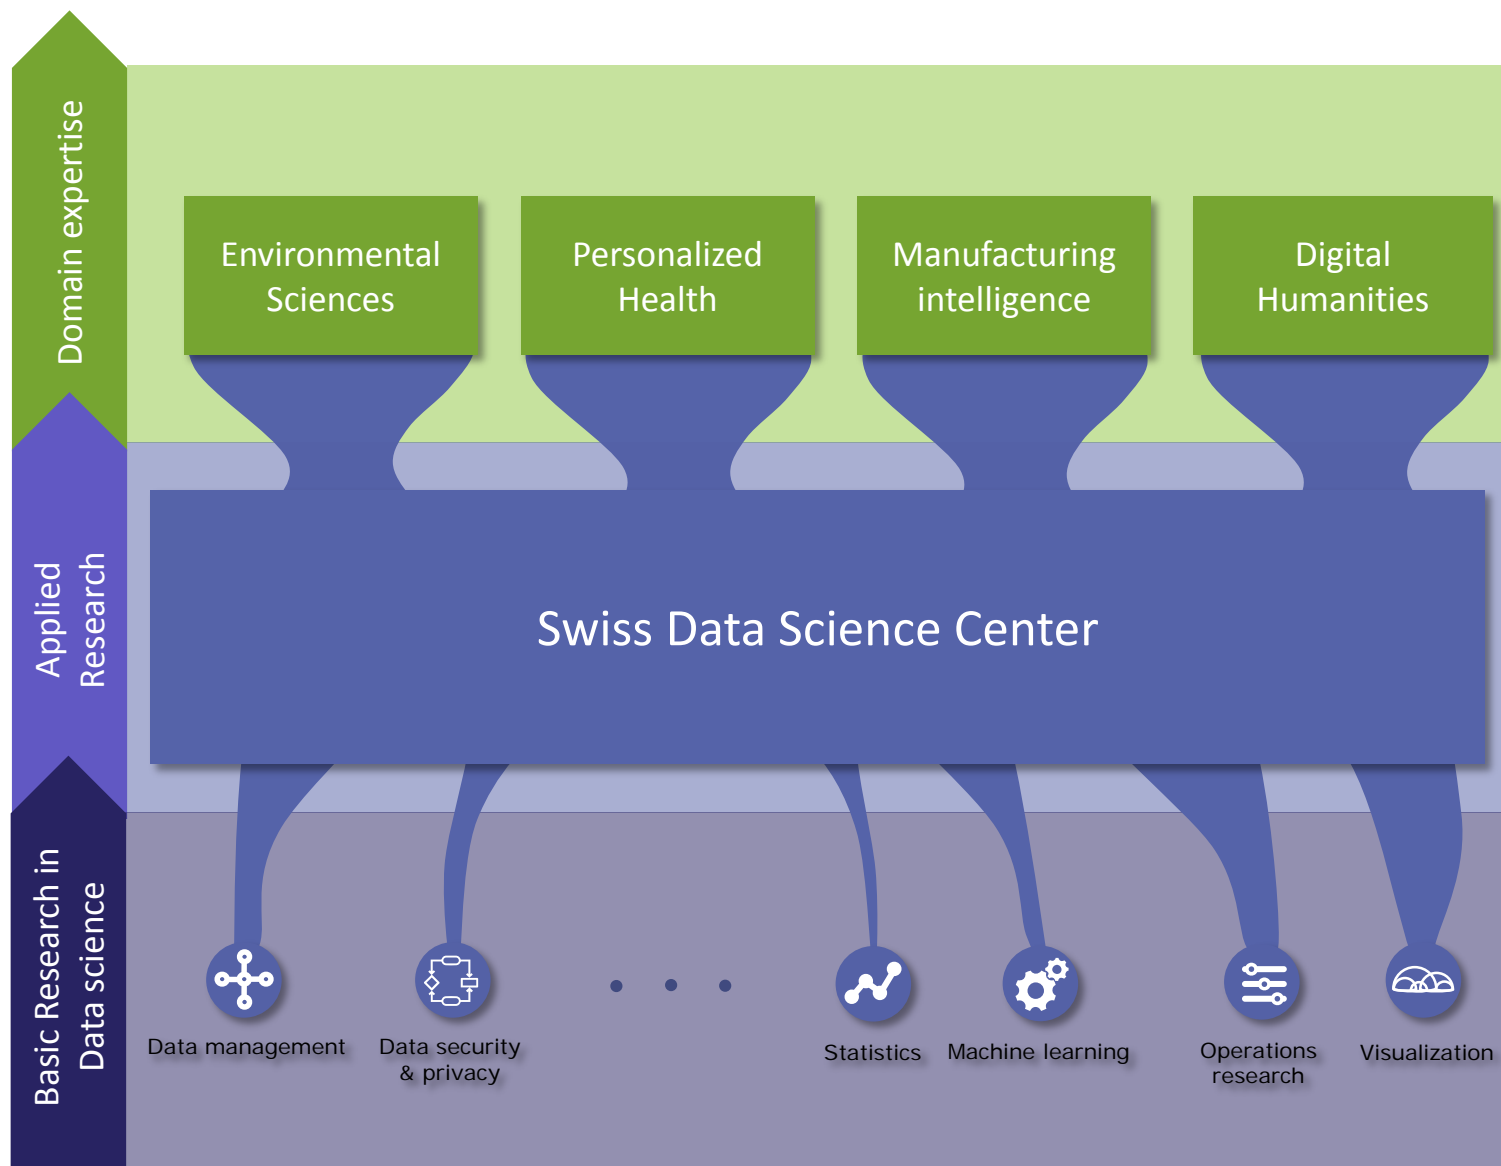 Domain expertise
Environmental
Sciences
Personalized
Health
Manufacturing
intelligence
Digital
Humanities
Applied
Research
Swiss Data Science Center
Basic Research in
Data science
Data management
Data security
& privacy
Statistics
Machine learning
Operations
research
Visualization